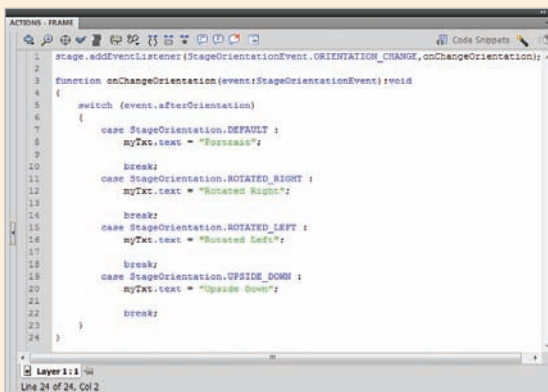 ACTIONS - FRAME
Code Snippets
1 stage.addEventListener(StageOrientationEvent.ORIENTATION_CHANGE,onChangeOrientation);
2
3 function onChangeOrientation(event:StageOrientationEvent):void
4 {
5 switch (event.afterOrientation)
6 {
7 case StageOrientation.DEFAULT :
8 myTxt.text = "Portrait";
9
10 break;
11 case StageOrientation.ROTATED_RIGHT :
12 myTxt.text = "Rotated Right";
13
14 break;
15 case StageOrientation.ROTATED_LEFT :
16 myTxt.text = "Rotated Left";
17
18 break;
19 case StageOrientation.UPSIDE_DOWN :
20 myTxt.text = "Upside Down";
21
22 break;
23 }
24 }
Layer 1 : 1
Line 24 of 24, Col 2